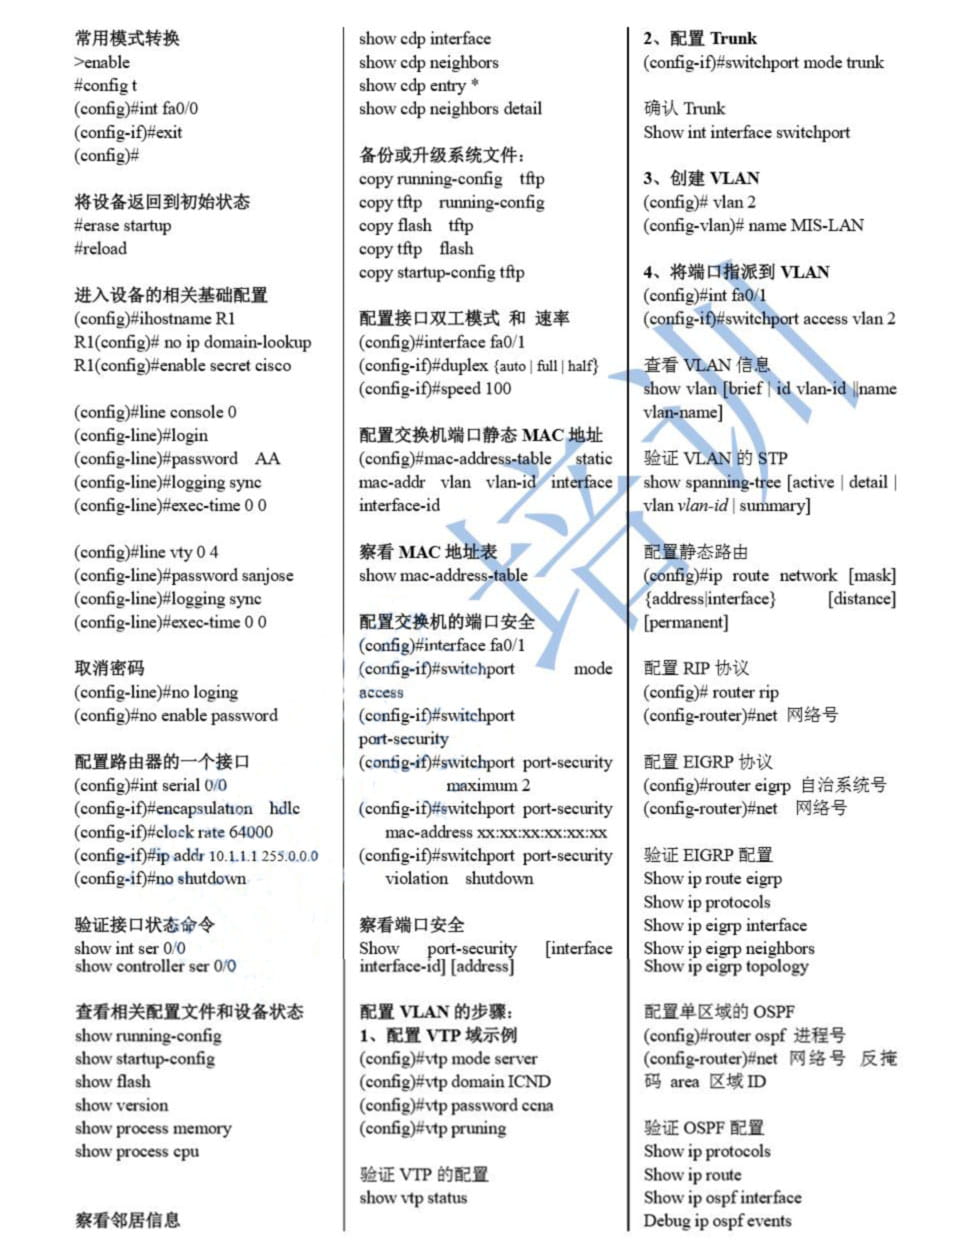 常用模式转换
>enable
#config t
(config)#int fa0/0
(config-if)#exit
(config)#
将设备返回到初始状态
#erase startup
#reload
进入设备的相关基础配置
(config)#ihostname R1
R1(config)# no ip domain-lookup
R1(config)#enable secret cisco
(config)#line console 0
(config-line)#login
(config-line)#password AA
(config-line)#logging sync
(config-line)#exec-time 0 0
(config)#line vty 0 4
(config-line)#password sanjose
(config-line)#logging sync
(config-line)#exec-time 0 0
取消密码
(config-line)#no loging
(config)#no enable password
配置路由器的一个接口
(config)#int serial 0/0
(config-if)#encapsulation hdlc
(config-if)#clock rate 64000
(config-if)#ip addr 10.1.1.1 255.0.0.0
(config-if)#no shutdown
验证接口状态命令
show int ser 0/0
show controller ser 0/0
查看相关配置文件和设备状态
show running-config
show startup-config
show flash
show version
show process memory
show process cpu
察看邻居信息
show cdp interface
show cdp neighbors
show cdp entry *
show cdp neighbors detail
备份或升级系统文件：
copy running-config tftp
copy tftp running-config
copy flash tftp
copy tftp flash
copy startup-config tftp
配置接口双工模式 和 速率
(config)#interface fa0/1
(config-if)#duplex {auto | full | half}
(config-if)#speed 100
配置交换机端口静态 MAC 地址
(config)#mac-address-table static
mac-addr vlan vlan-id interface
interface-id
察看 MAC 地址表
show mac-address-table
配置交换机的端口安全
(config)#interface fa0/1
(config-if)#switchport mode
access
(config-if)#switchport
port-security
(config-if)#switchport port-security
maximum 2
(config-if)#switchport port-security
mac-address xx:xx:xx:xx:xx:xx
(config-if)#switchport port-security
violation shutdown
察看端口安全
Show port-security [interface
interface-id] [address]
配置 VLAN 的步骤：
1、配置 VTP 域示例
(config)#vtp mode server
(config)#vtp domain ICND
(config)#vtp password ccna
(config)#vtp pruning
验证 VTP 的配置
show vtp status
2、配置 Trunk
(config-if)#switchport mode trunk
确认 Trunk
Show int interface switchport
3、创建 VLAN
(config)# vlan 2
(config-vlan)# name MIS-LAN
4、将端口指派到 VLAN
(config)#int fa0/1
(config-if)#switchport access vlan 2
查看 VLAN 信息
show vlan [brief | id vlan-id ||name
vlan-name]
验证 VLAN 的 STP
show spanning-tree [active | detail |
vlan vlan-id | summary]
配置静态路由
(config)#ip route network [mask]
{address|interface} [distance]
[permanent]
配置 RIP 协议
(config)# router rip
(config-router)#net 网络号
配置 EIGRP 协议
(config)#router eigrp 自治系统号
(config-router)#net 网络号
验证 EIGRP 配置
Show ip route eigrp
Show ip protocols
Show ip eigrp interface
Show ip eigrp neighbors
Show ip eigrp topology
配置单区域的 OSPF
(config)#router ospf 进程号
(config-router)#net 网络号 反掩
码 area 区域 ID
验证 OSPF 配置
Show ip protocols
Show ip route
Show ip ospf interface
Debug ip ospf events
培训